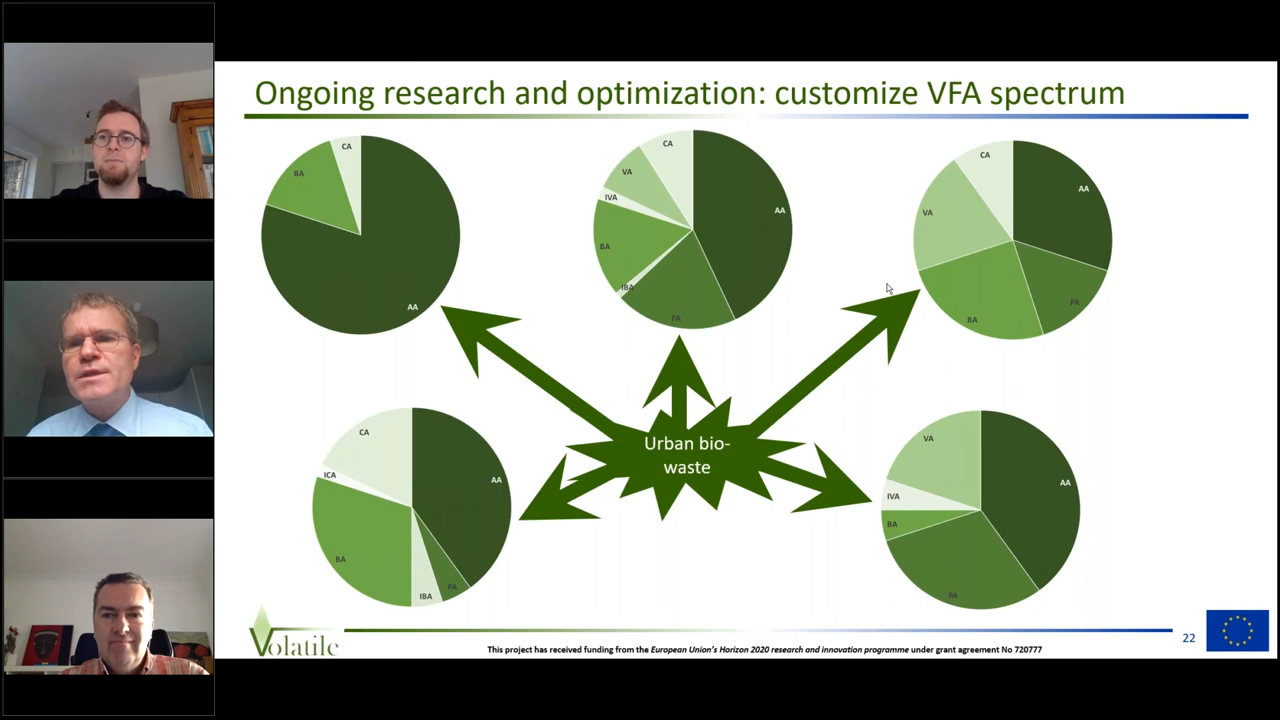 Ongoing research and optimization: customize VFA spectrum
CA
BA
AA
CA
VA
IVA
BA
IBA
PA
AA
CA
VA
BA
PA
AA
Urban bio-
waste
CA
ICA
BA
IBA
PA
AA
VA
IVA
BA
PA
AA
Volatile
This project has received funding from the European Union's Horizon 2020 research and innovation programme under grant agreement No 720777
22